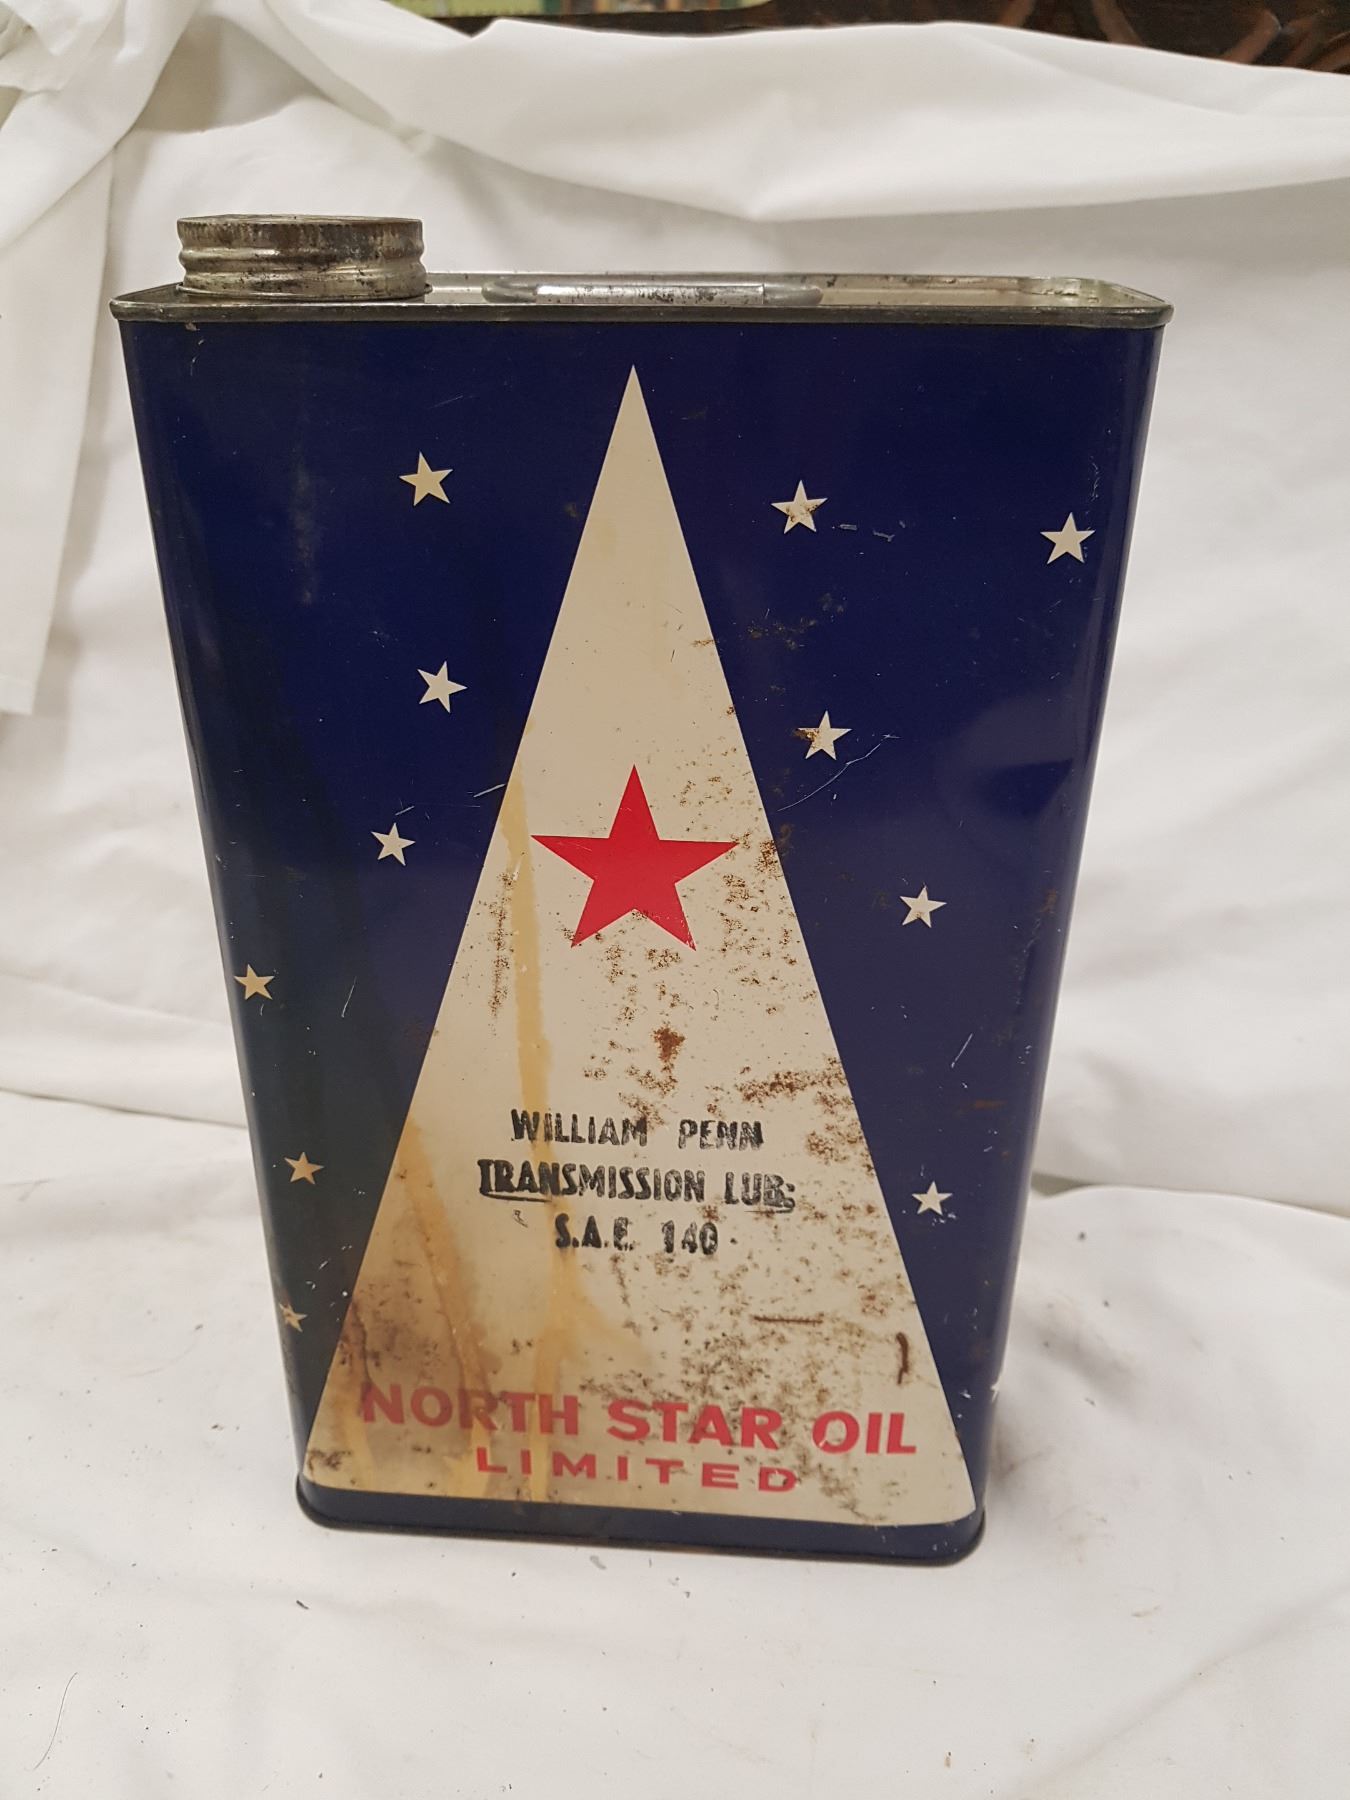 WILLIAM PENN
TRANSMISSION LUB:
S.A.E. 140
NORTH STAR OIL
LIMITED